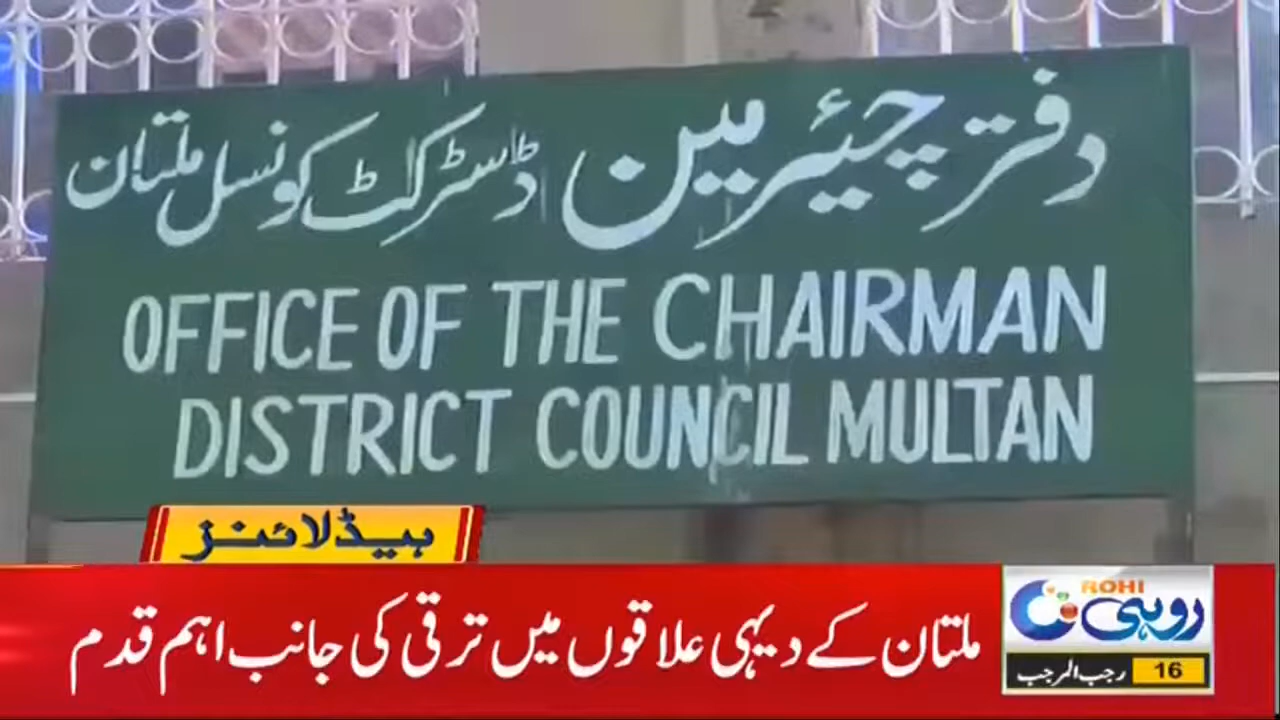 دفتر چیئرمین ڈسٹرکٹ کونسل ملتان
OFFICE OF THE CHAIRMAN
DISTRICT COUNCIL MULTAN
ہیڈلائنز
ملتان کے دیہی علاقوں میں ترقی کی جانب اہم قدم
ROHI
روہی
16 رجب المرجب